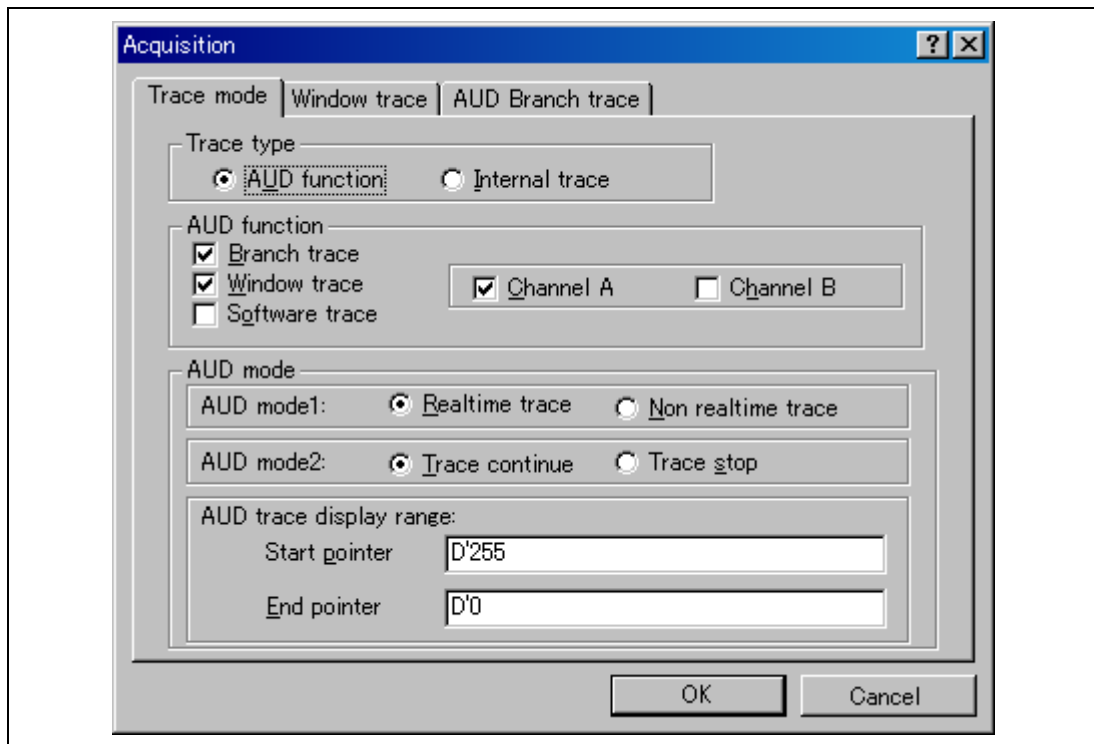 Acquisition
Trace mode Window trace AUD Branch trace
Trace type
AUD function Internal trace
AUD function
Branch trace
Window trace Channel A Channel B
Software trace
AUD mode
AUD mode1: Realtime trace Non realtime trace
AUD mode2: Trace continue Trace stop
AUD trace display range:
Start pointer D'255
End pointer D'0
OK Cancel